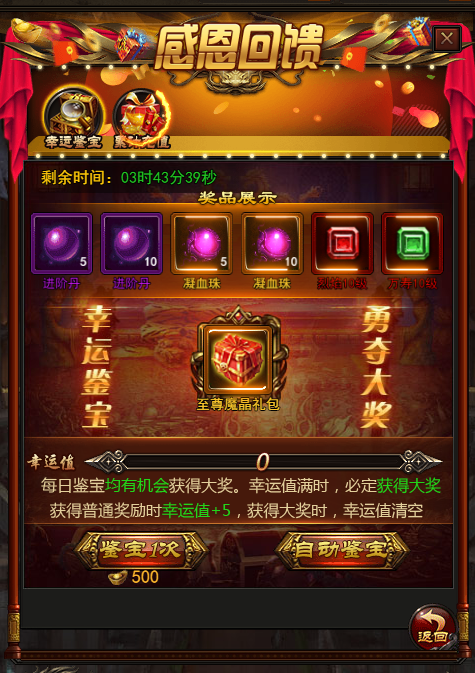 感恩回馈
幸运鉴宝
剩余时间：03时43分39秒
奖品展示
5 10 5 10
进阶丹 进阶丹 凝血珠 凝血珠
幸运鉴宝
勇夺大奖
至尊魔晶礼包
幸运值 0
每日鉴宝均有机会获得大奖。幸运值满时，必定获得大奖
获得普通奖励时幸运值+5，获得大奖时，幸运值清空
鉴宝1次 自动鉴宝
500
返回